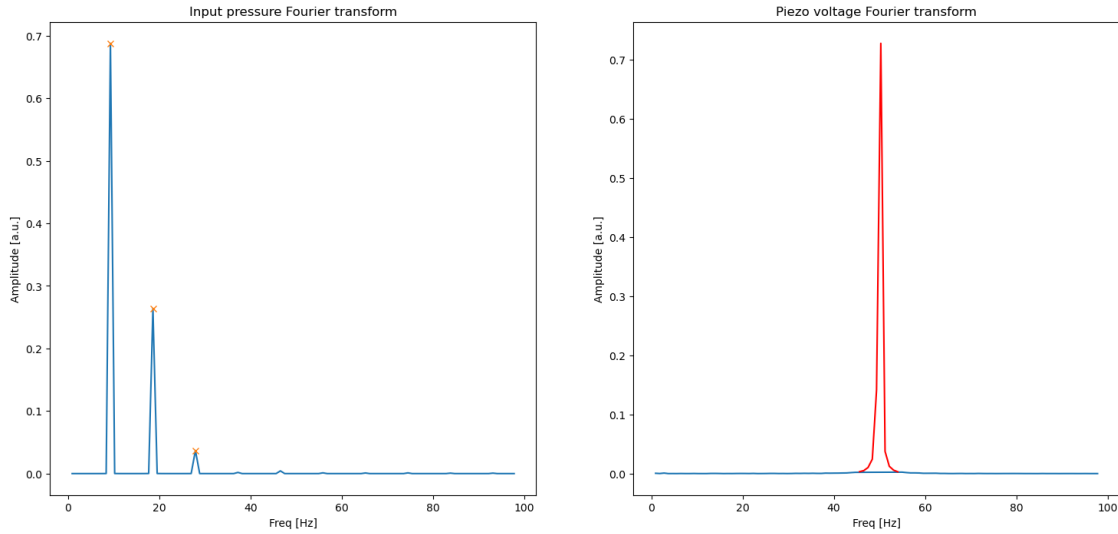 Input pressure Fourier transform
0.7
0.6
0.5
0.4
0.3
0.2
0.1
0.0
Amplitude [a.u.]
0 20 40 60 80 100
Freq [Hz]
Piezo voltage Fourier transform
0.7
0.6
0.5
0.4
0.3
0.2
0.1
0.0
Amplitude [a.u.]
0 20 40 60 80 100
Freq [Hz]